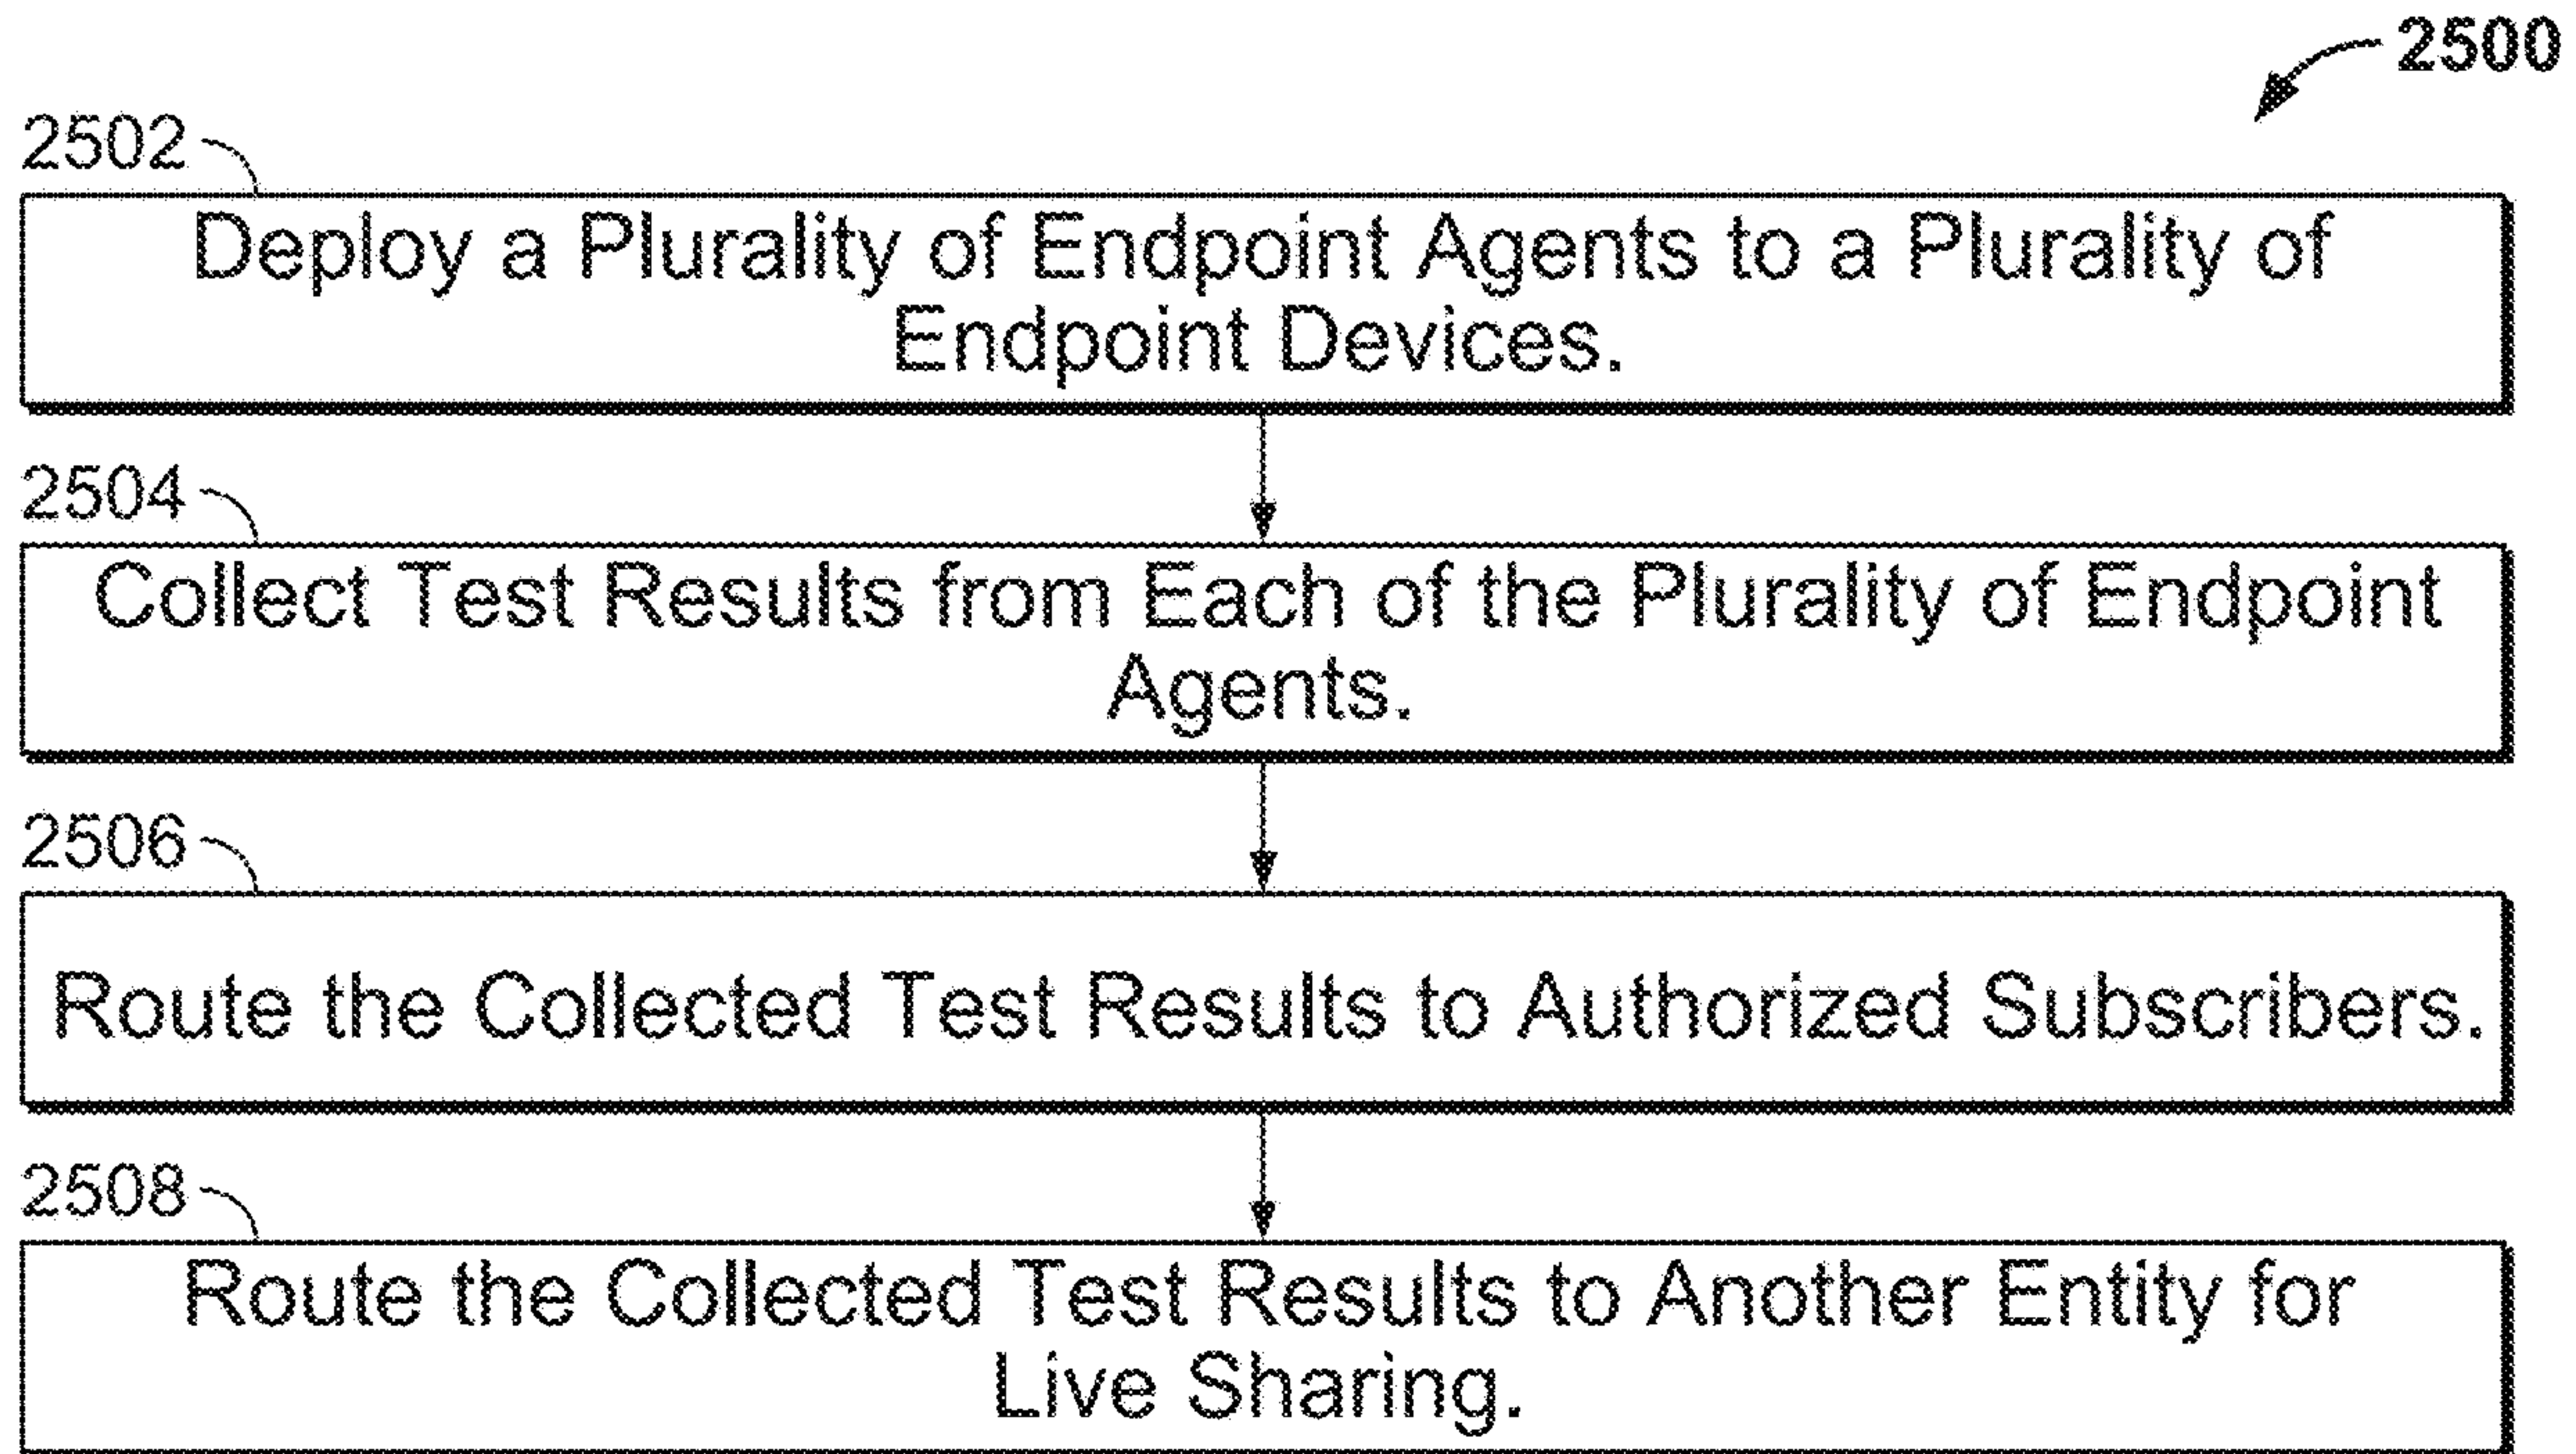 2500
2502
Deploy a Plurality of Endpoint Agents to a Plurality of
Endpoint Devices.
2504
Collect Test Results from Each of the Plurality of Endpoint
Agents.
2506
Route the Collected Test Results to Authorized Subscribers.
2508
Route the Collected Test Results to Another Entity for
Live Sharing.